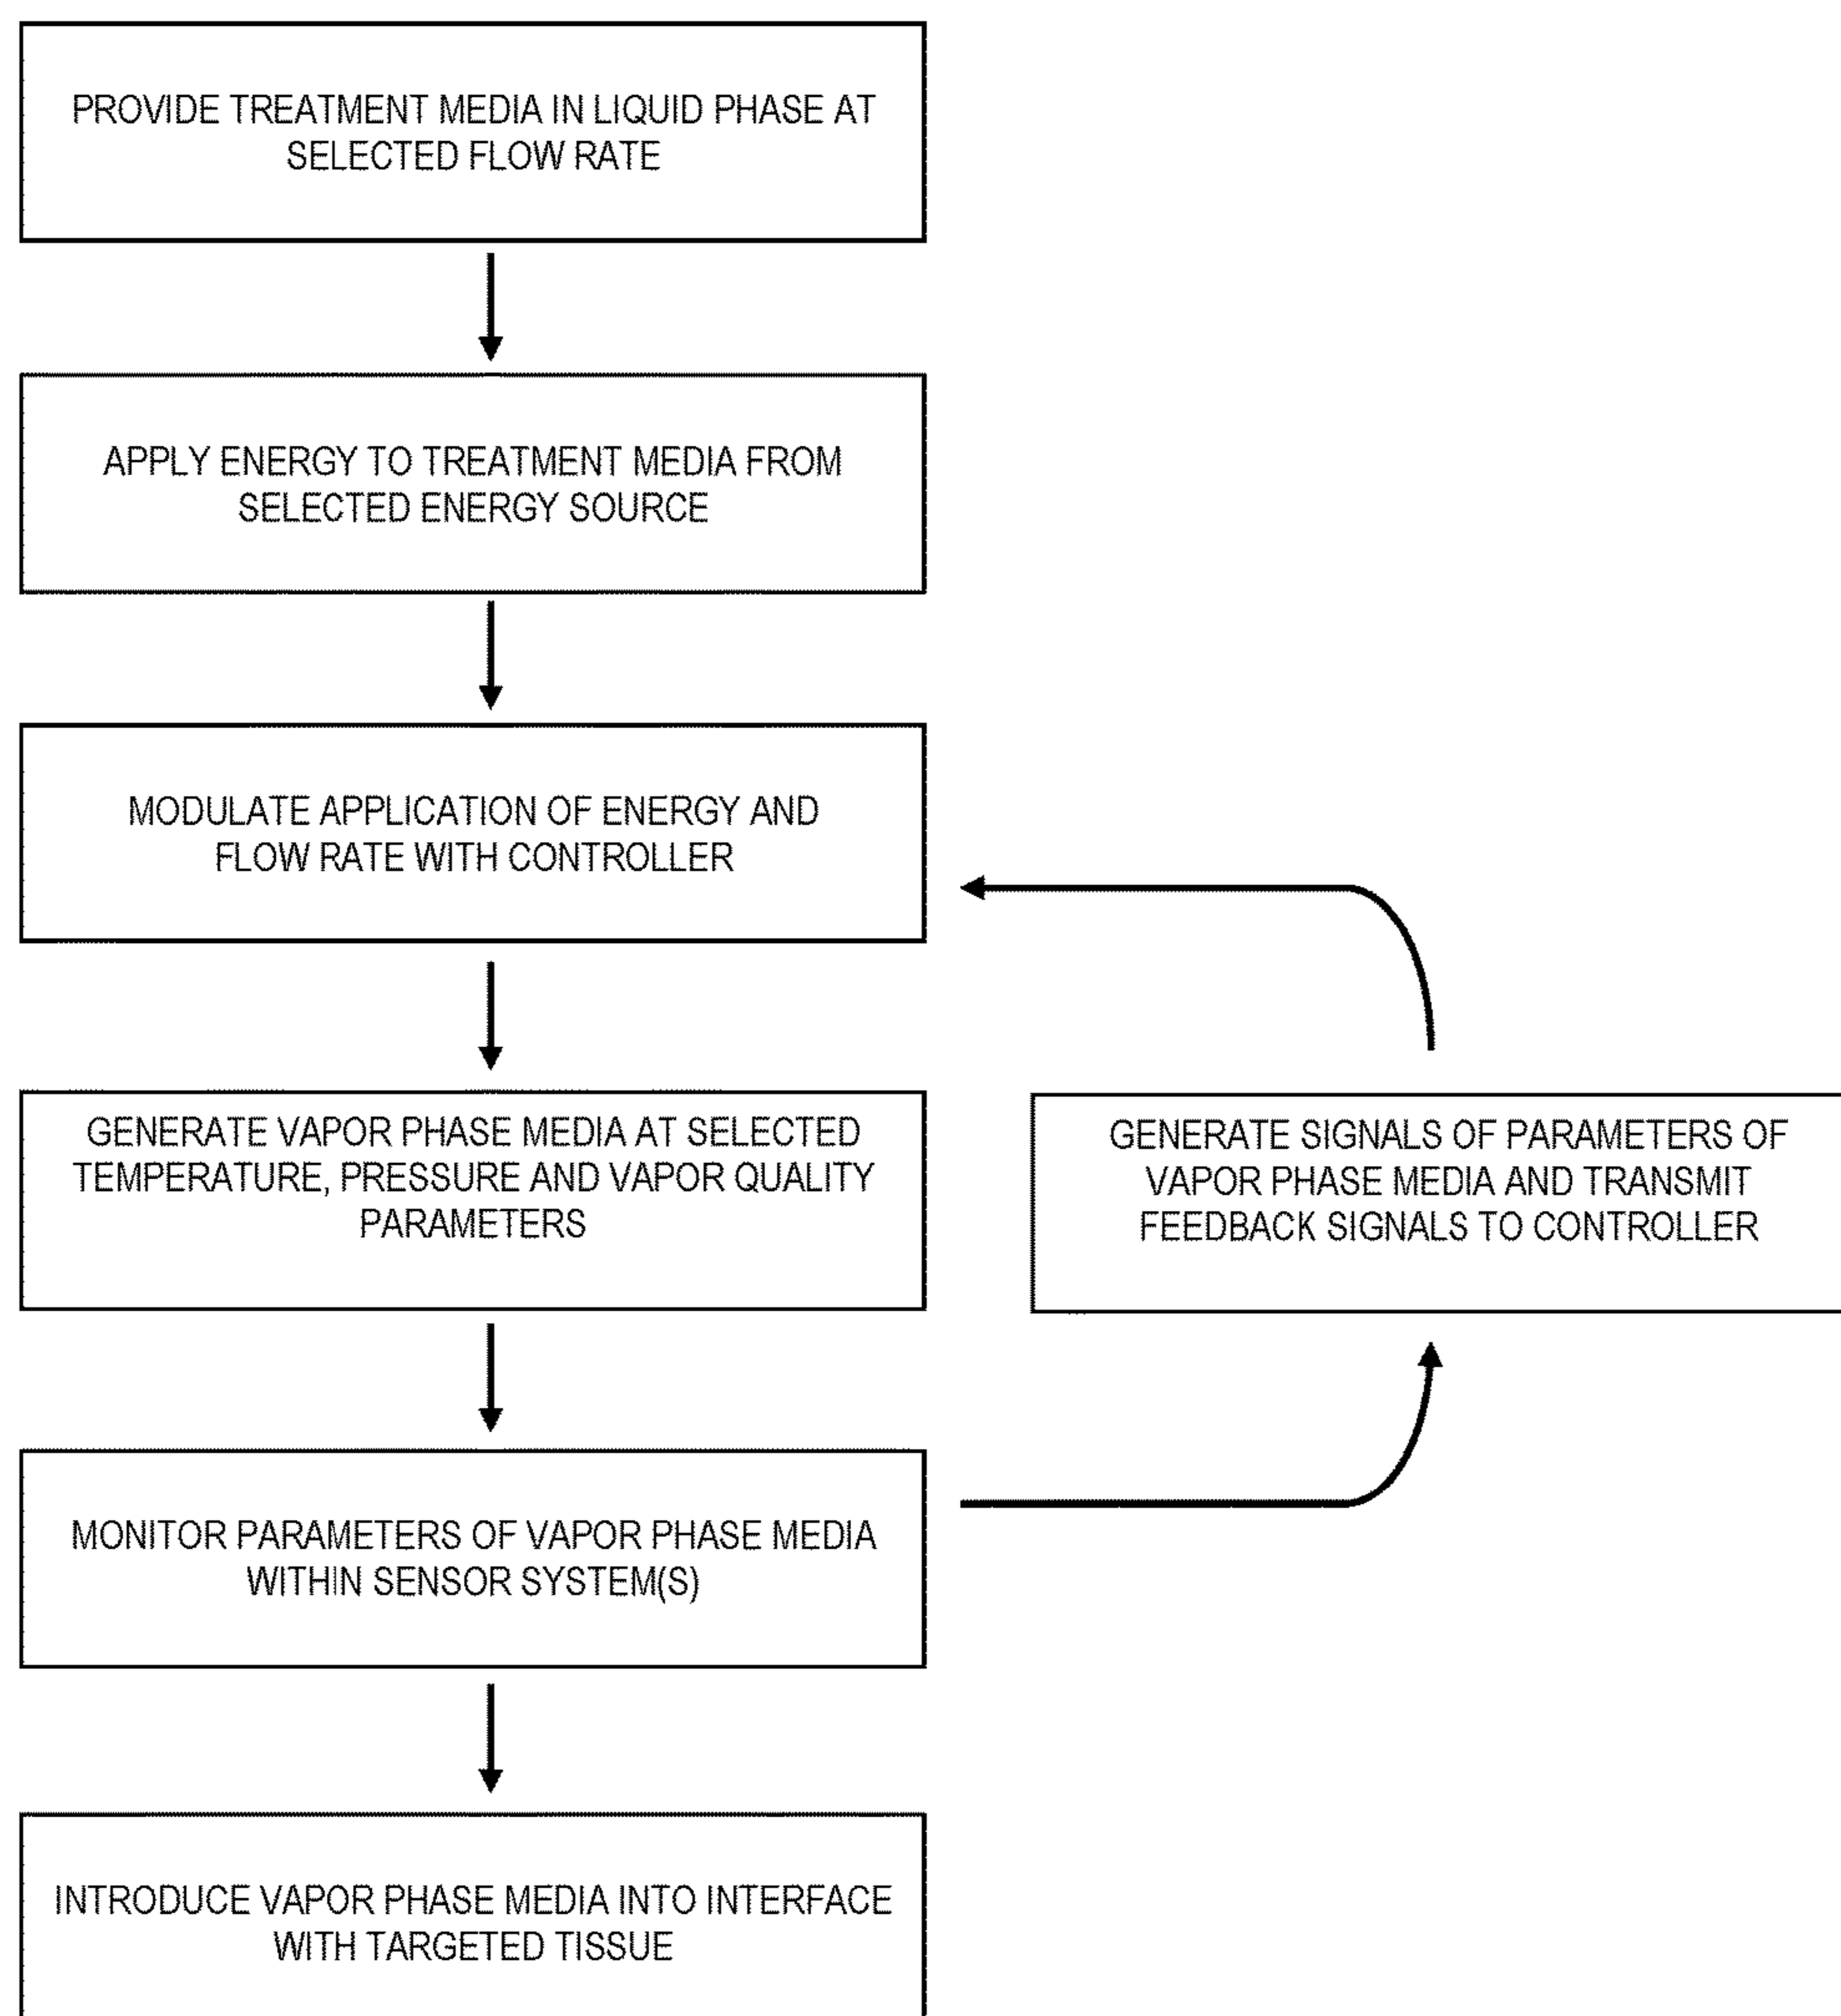 PROVIDE TREATMENT MEDIA IN LIQUID PHASE AT
SELECTED FLOW RATE
APPLY ENERGY TO TREATMENT MEDIA FROM
SELECTED ENERGY SOURCE
MODULATE APPLICATION OF ENERGY AND
FLOW RATE WITH CONTROLLER
GENERATE VAPOR PHASE MEDIA AT SELECTED
TEMPERATURE, PRESSURE AND VAPOR QUALITY
PARAMETERS
GENERATE SIGNALS OF PARAMETERS OF
VAPOR PHASE MEDIA AND TRANSMIT
FEEDBACK SIGNALS TO CONTROLLER
MONITOR PARAMETERS OF VAPOR PHASE MEDIA
WITHIN SENSOR SYSTEM(S)
INTRODUCE VAPOR PHASE MEDIA INTO INTERFACE
WITH TARGETED TISSUE